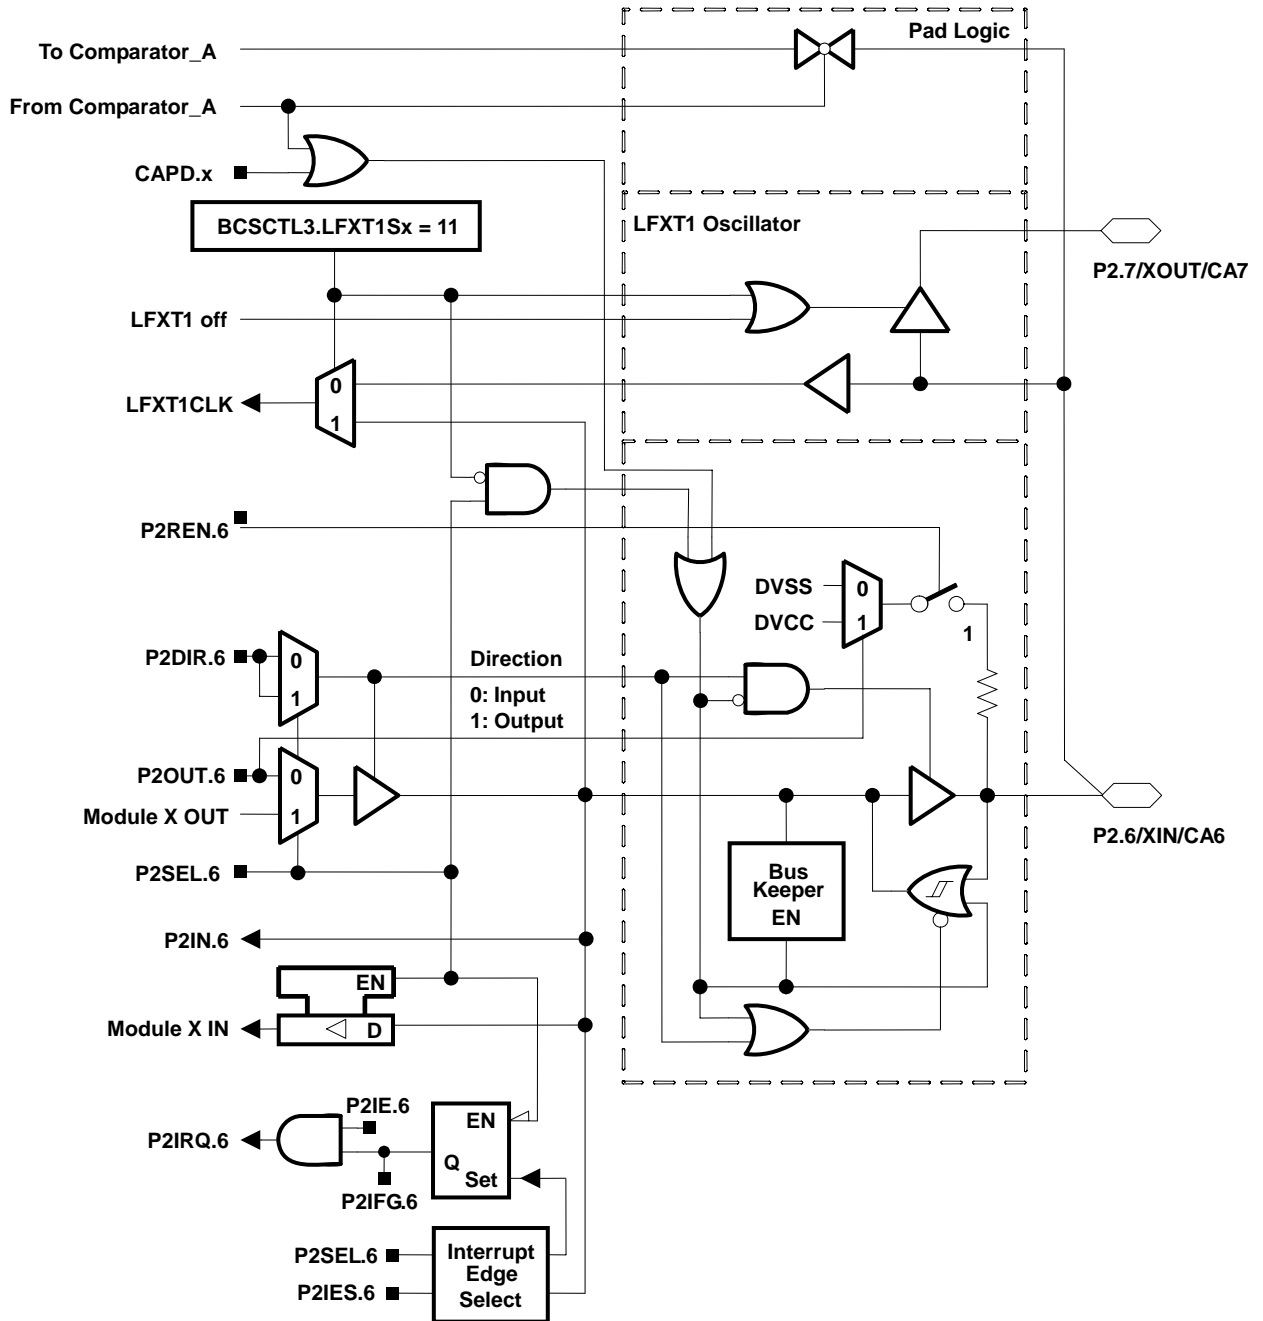 Pad Logic
To Comparator_A
From Comparator_A
CAPD.x
BCSCTL3.LFXT1Sx = 11
LFXT1 Oscillator
P2.7/XOUT/CA7
LFXT1 off
0
LFXT1CLK
1
P2REN.6
DVSS
0
DVCC
1
1
P2DIR.6
0
1
Direction
0: Input
1: Output
P2OUT.6
0
Module X OUT
1
P2.6/XIN/CA6
P2SEL.6
Bus
Keeper
EN
P2IN.6
EN
Module X IN
D
P2IE.6
EN
P2IRQ.6
Q
Set
P2IFG.6
P2SEL.6
P2IES.6
Interrupt
Edge
Select